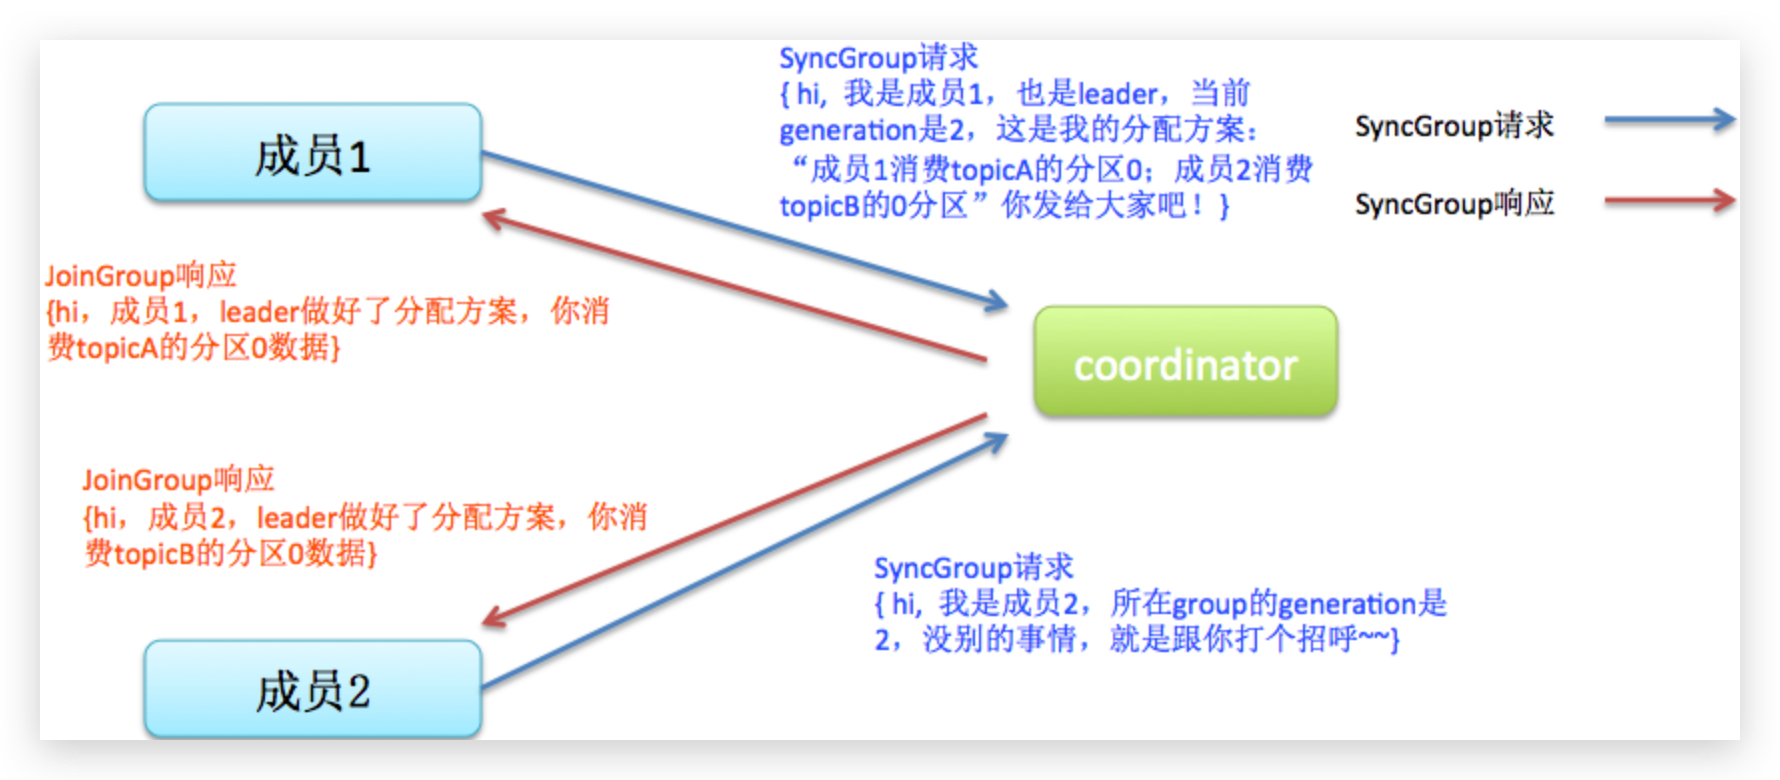 SyncGroup请求
{ hi, 我是成员1，也是leader，当前
generation是2，这是我的分配方案：
“成员1消费topicA的分区0；成员2消费
topicB的0分区”你发给大家吧！}
SyncGroup请求
SyncGroup响应
成员1
JoinGroup响应
{hi，成员1，leader做好了分配方案，你消
费topicA的分区0数据}
coordinator
JoinGroup响应
{hi，成员2，leader做好了分配方案，你消
费topicB的分区0数据}
SyncGroup请求
{ hi, 我是成员2，所在group的generation是
2，没别的事情，就是跟你打个招呼~~}
成员2